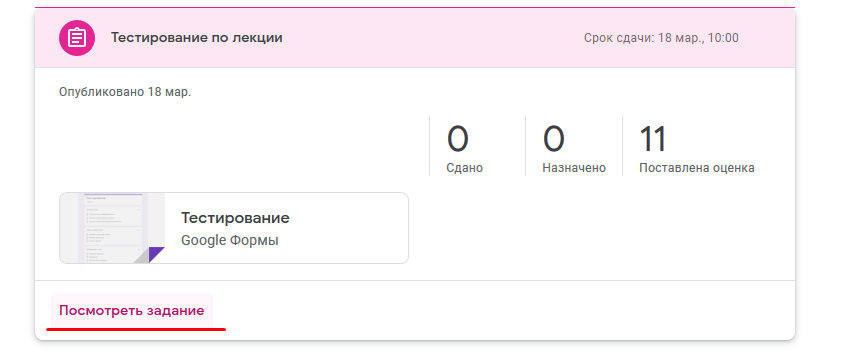 Тестирование по лекции
Срок сдачи: 18 мар., 10:00
Опубликовано 18 мар.
0
Сдано
0
Назначено
11
Поставлена оценка
Тестирование
Google Формы
Посмотреть задание